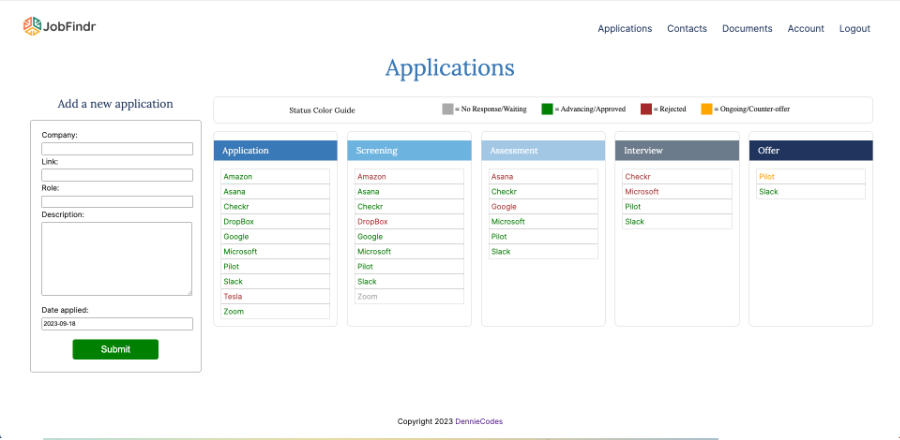 JobFindr
Applications Contacts Documents Account Logout
Applications
Add a new application
Company:
Link:
Role:
Description:
Date applied:
2023-09-18
Submit
Status Color Guide = No Response/Waiting = Advancing/Approved = Rejected = Ongoing/Counter-offer
Application
Amazon
Asana
Checkr
DropBox
Google
Microsoft
Pilot
Slack
Tesla
Zoom
Screening
Amazon
Asana
Checkr
DropBox
Google
Microsoft
Pilot
Slack
Zoom
Assessment
Asana
Checkr
Google
Microsoft
Pilot
Slack
Interview
Checkr
Microsoft
Pilot
Slack
Offer
Pilot
Slack
Copyright 2023 DennieCodes